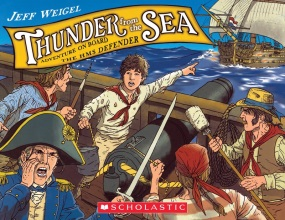 JEFF WEIGEL
THUNDER from the SEA
ADVENTURE ON BOARD
THE HMS DEFENDER
SCHOLASTIC